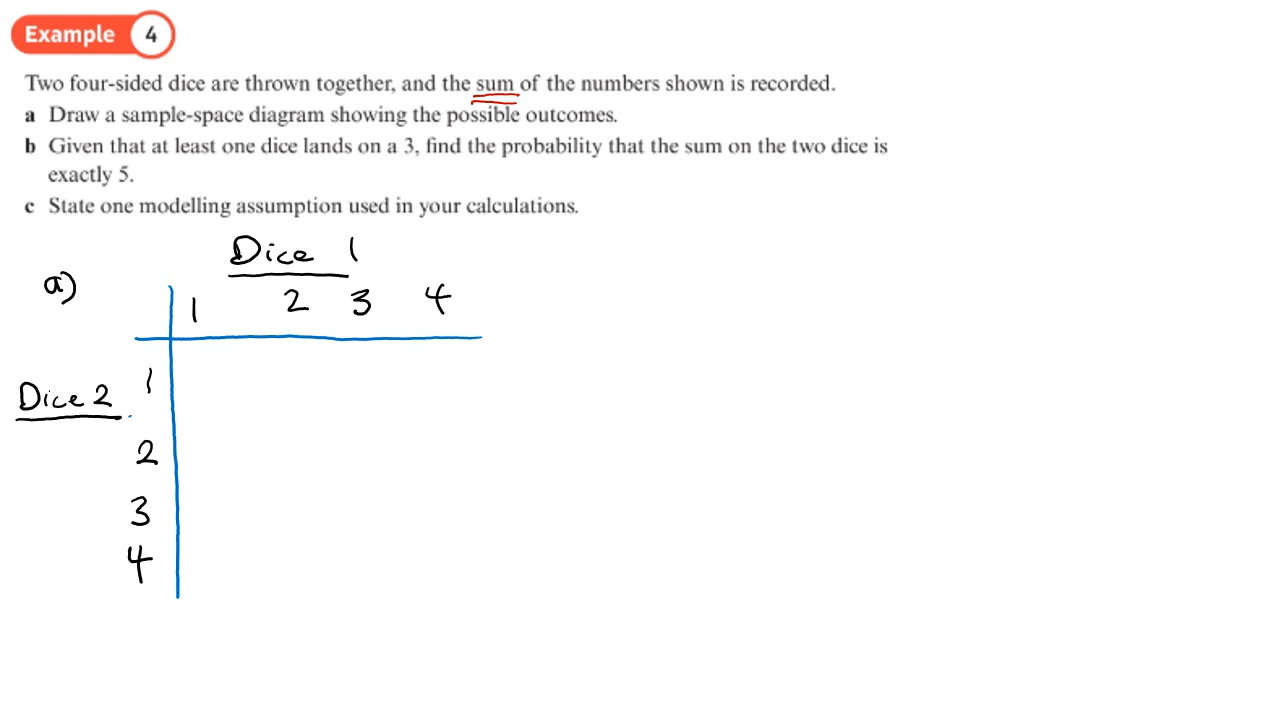 Example 4
Two four-sided dice are thrown together, and the sum of the numbers shown is recorded.
a Draw a sample-space diagram showing the possible outcomes.
b Given that at least one dice lands on a 3, find the probability that the sum on the two dice is
exactly 5.
c State one modelling assumption used in your calculations.
Dice 1
a)
1 2 3 4
Dice 2 1
2
3
4